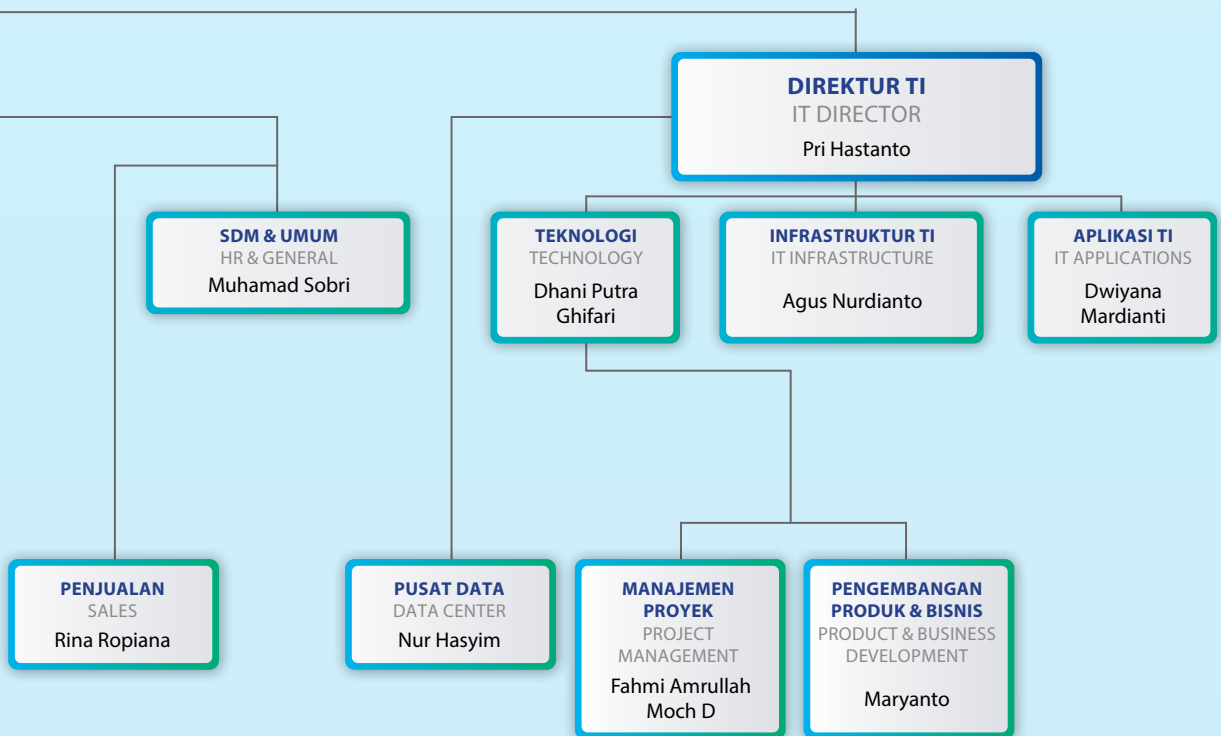 DIREKTUR TI
IT DIRECTOR
Pri Hastanto
SDM & UMUM
HR & GENERAL
Muhamad Sobri
TEKNOLOGI
TECHNOLOGY
Dhani Putra
Ghifari
INFRASTRUKTUR TI
IT INFRASTRUCTURE
Agus Nurdianto
APLIKASI TI
IT APPLICATIONS
Dwiyana
Mardianti
PENJUALAN
SALES
Rina Ropiana
PUSAT DATA
DATA CENTER
Nur Hasyim
MANAJEMEN
PROYEK
PROJECT
MANAGEMENT
Fahmi Amrullah
Moch D
PENGEMBANGAN
PRODUK & BISNIS
PRODUCT & BUSINESS
DEVELOPMENT
Maryanto